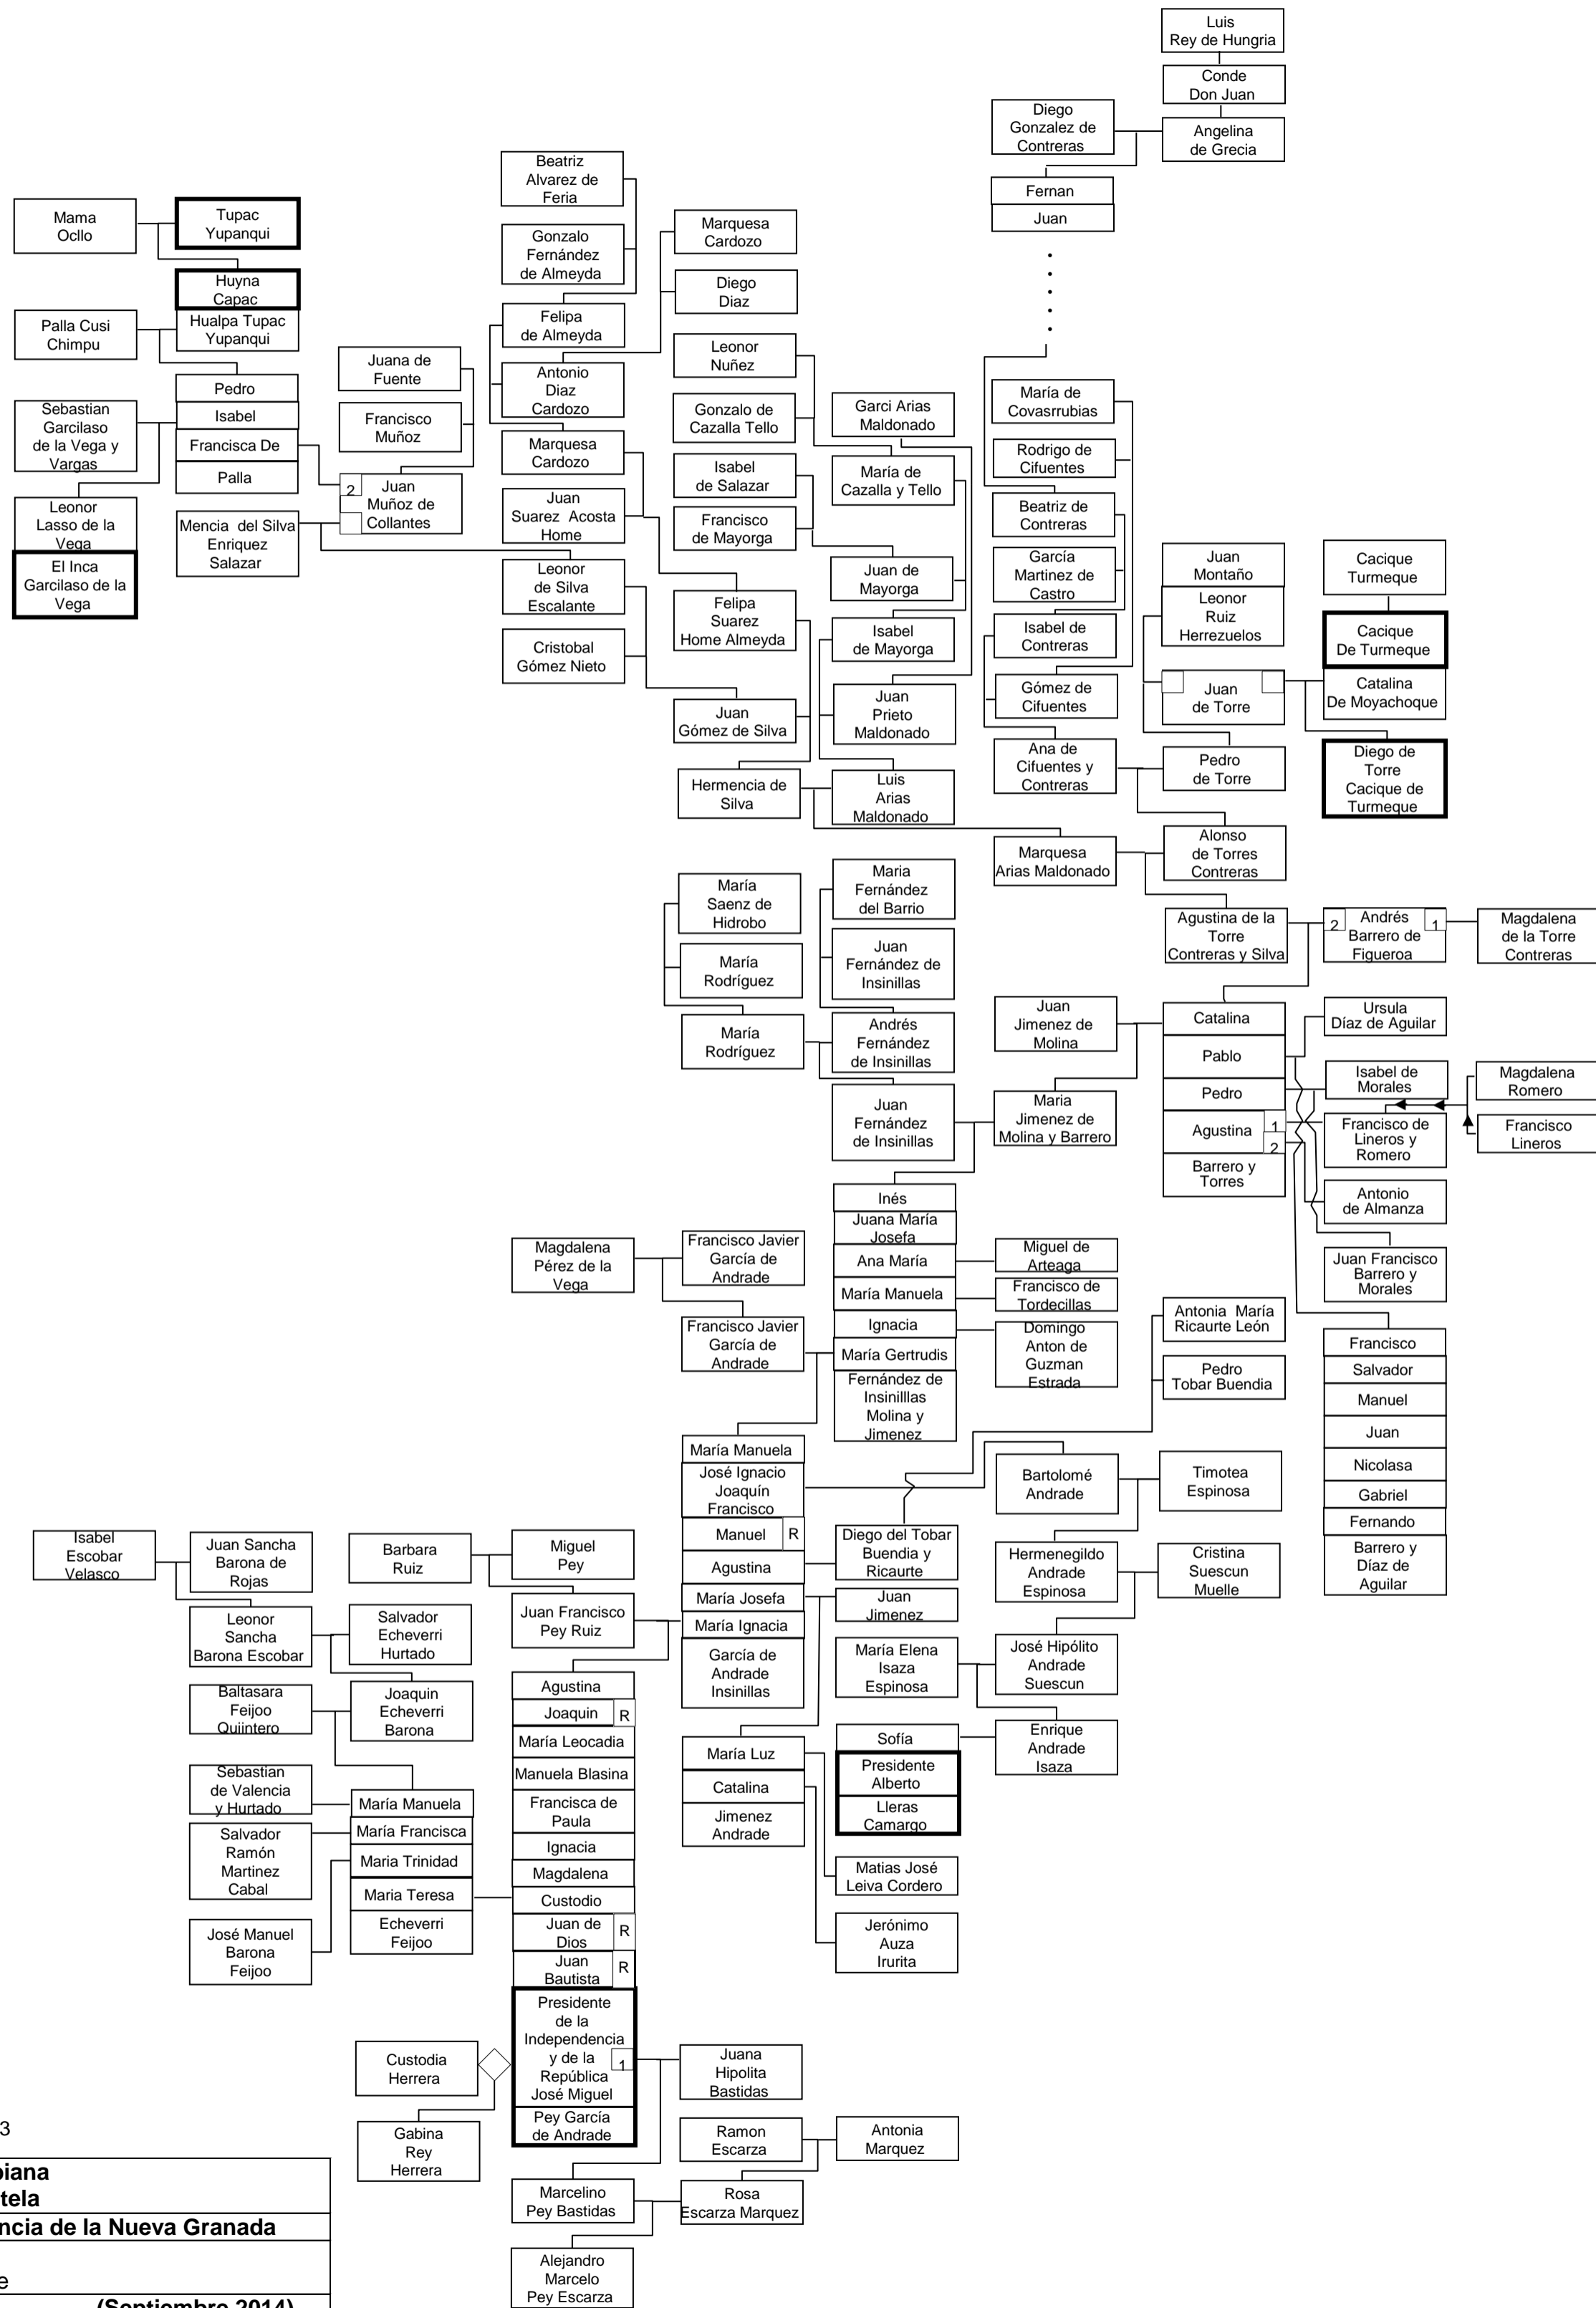 Luis
Rey de Hungria
Conde
Don Juan
Diego
Gonzalez de
Contreras
Angelina
de Grecia
Fernan
Juan
Beatriz
Alvarez de
Feria
Mama
Ocllo
Tupac
Yupanqui
Gonzalo
Fernández
de Almeyda
Marquesa
Cardozo
Huyna
Capac
Diego
Diaz
Palla Cusi
Chimpu
Hualpa Tupac
Yupanqui
Felipa
de Almeyda
Juana de
Fuente
Leonor
Nuñez
Pedro
Isabel
Francisca De
Palla
Sebastian
Garcilaso
de la Vega y
Vargas
Antonio
Diaz
Cardozo
Francisco
Muñoz
Gonzalo de
Cazalla Tello
Garci Arias
Maldonado
María de
Covasrrubias
Marquesa
Cardozo
Rodrigo de
Cifuentes
Isabel
de Salazar
María de
Cazalla y Tello
2
Juan
Muñoz de
Collantes
Leonor
Lasso de la
Vega
Mencia del Silva
Enriquez
Salazar
Juan
Suarez Acosta
Home
Francisco
de Mayorga
Beatriz de
Contreras
El Inca
Garcilaso de la
Vega
Leonor
de Silva
Escalante
Juan de
Mayorga
García
Martinez de
Castro
Juan
Montaño
Leonor
Ruiz
Herrezuelos
Cacique
Turmeque
Felipa
Suarez
Home Almeyda
Isabel
de Mayorga
Isabel de
Contreras
Cacique
De Turmeque
Cristobal
Gómez Nieto
Juan
Gómez de Silva
Juan
Prieto
Maldonado
Gómez de
Cifuentes
Juan
de Torre
Catalina
De Moyachoque
Ana de
Cifuentes y
Contreras
Pedro
de Torre
Diego de
Torre
Cacique de
Turmeque
Hermencia de
Silva
Luis
Arias
Maldonado
Marquesa
Arias Maldonado
Alonso
de Torres
Contreras
María
Saenz de
Hidrobo
Maria
Fernández
del Barrio
Agustina de la
Torre
Contreras y Silva
2
Andrés
Barrero de
Figueroa
1
Magdalena
de la Torre
Contreras
María
Rodríguez
Juan
Fernández de
Insinillas
Juan
Jimenez de
Molina
Catalina
Pablo
Pedro
Agustina
1
2
Barrero y
Torres
Ursula
Díaz de Aguilar
María
Rodríguez
Andrés
Fernández
de Insinillas
Isabel de
Morales
Magdalena
Romero
Juan
Fernández
de Insinillas
Maria
Jimenez de
Molina y Barrero
Francisco de
Lineros y
Romero
Francisco
Lineros
Antonio
de Almanza
Inés
Juana María
Josefa
Ana María
María Manuela
Ignacia
María Gertrudis
Fernández de
Insinilllas
Molina y
Jimenez
Magdalena
Pérez de la
Vega
Francisco Javier
García de
Andrade
Miguel de
Arteaga
Francisco de
Tordecillas
Domingo
Anton de
Guzman
Estrada
Juan Francisco
Barrero y
Morales
Francisco Javier
García de
Andrade
Antonia María
Ricaurte León
Pedro
Tobar Buendia
Francisco
Salvador
Manuel
Juan
Nicolasa
Gabriel
Fernando
Barrero y
Díaz de
Aguilar
María Manuela
José Ignacio
Joaquín
Francisco
Manuel
R
Agustina
María Josefa
María Ignacia
García de
Andrade
Insinillas
Bartolomé
Andrade
Timotea
Espinosa
Isabel
Escobar
Velasco
Juan Sancha
Barona de
Rojas
Barbara
Ruiz
Miguel
Pey
Diego del Tobar
Buendia y
Ricaurte
Hermenegildo
Andrade
Espinosa
Cristina
Suescun
Muelle
Leonor
Sancha
Barona Escobar
Salvador
Echeverri
Hurtado
Juan Francisco
Pey Ruiz
Juan
Jimenez
María Elena
Isaza
Espinosa
José Hipólito
Andrade
Suescun
Baltasara
Feijoo
Quiintero
Joaquin
Echeverri
Barona
Agustina
Joaquin
R
María Leocadia
Manuela Blasina
Francisca de
Paula
Ignacia
Magdalena
Custodio
Juan de
Dios
R
Juan
Bautista
R
Presidente
de la
Independencia
y de la
República
José Miguel
1
Pey García
de Andrade
María Luz
Catalina
Jimenez
Andrade
Sofía
Presidente
Alberto
Lleras
Camargo
Enrique
Andrade
Isaza
Sebastian
de Valencia
y Hurtado
María Manuela
María Francisca
Maria Trinidad
Maria Teresa
Echeverri
Feijoo
Salvador
Ramón
Martinez
Cabal
José Manuel
Barona
Feijoo
Matias José
Leiva Cordero
Jerónimo
Auza
Irurita
Custodia
Herrera
Juana
Hipolita
Bastidas
Gabina
Rey
Herrera
Ramon
Escarza
Antonia
Marquez
Marcelino
Pey Bastidas
Rosa
Escarza Marquez
Alejandro
Marcelo
Pey Escarza
3
piana
tela
ncia de la Nueva Granada
e
(Septiembre 2014)